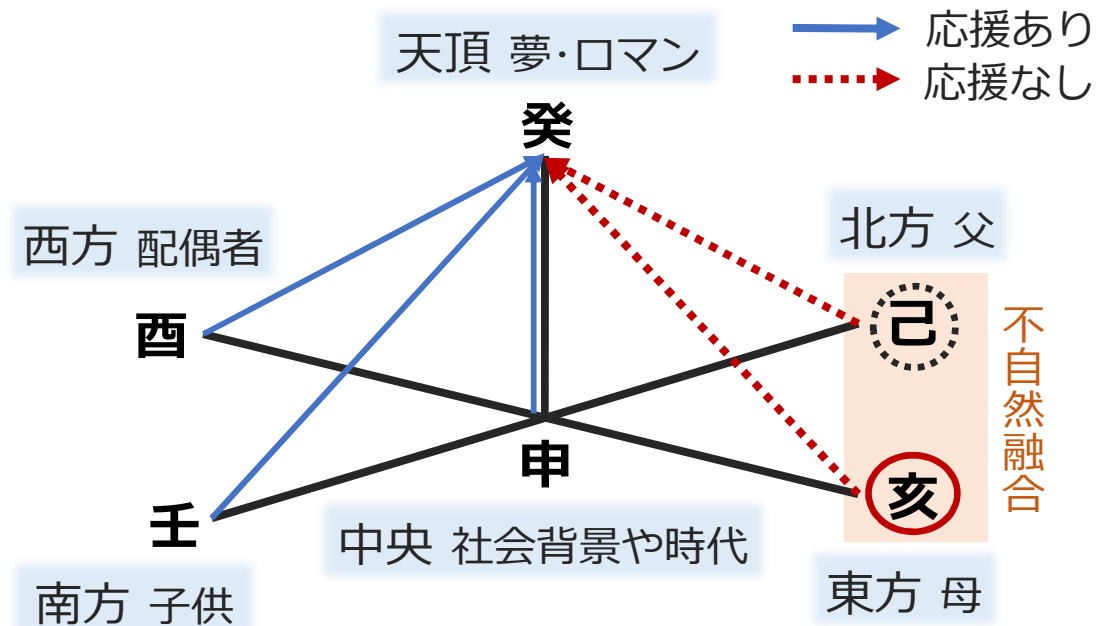 応援あり
応援なし
天頂 夢・ロマン
癸
西方 配偶者
北方 父
酉
己
不自然融合
申
亥
壬
中央 社会背景や時代
南方 子供
東方 母